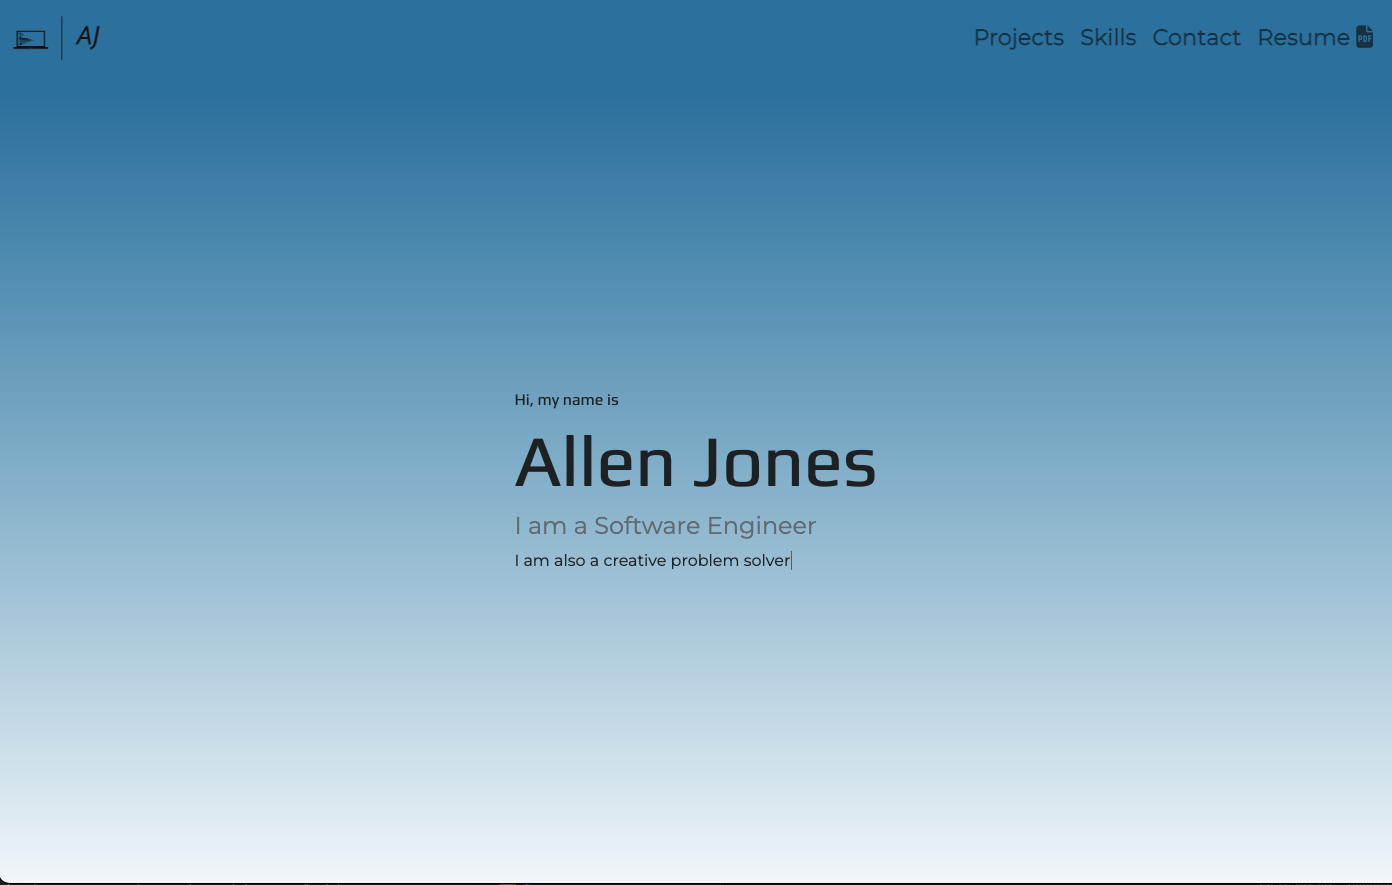 AJ
Projects Skills Contact Resume PDF
Hi, my name is
Allen Jones
I am a Software Engineer
I am also a creative problem solver